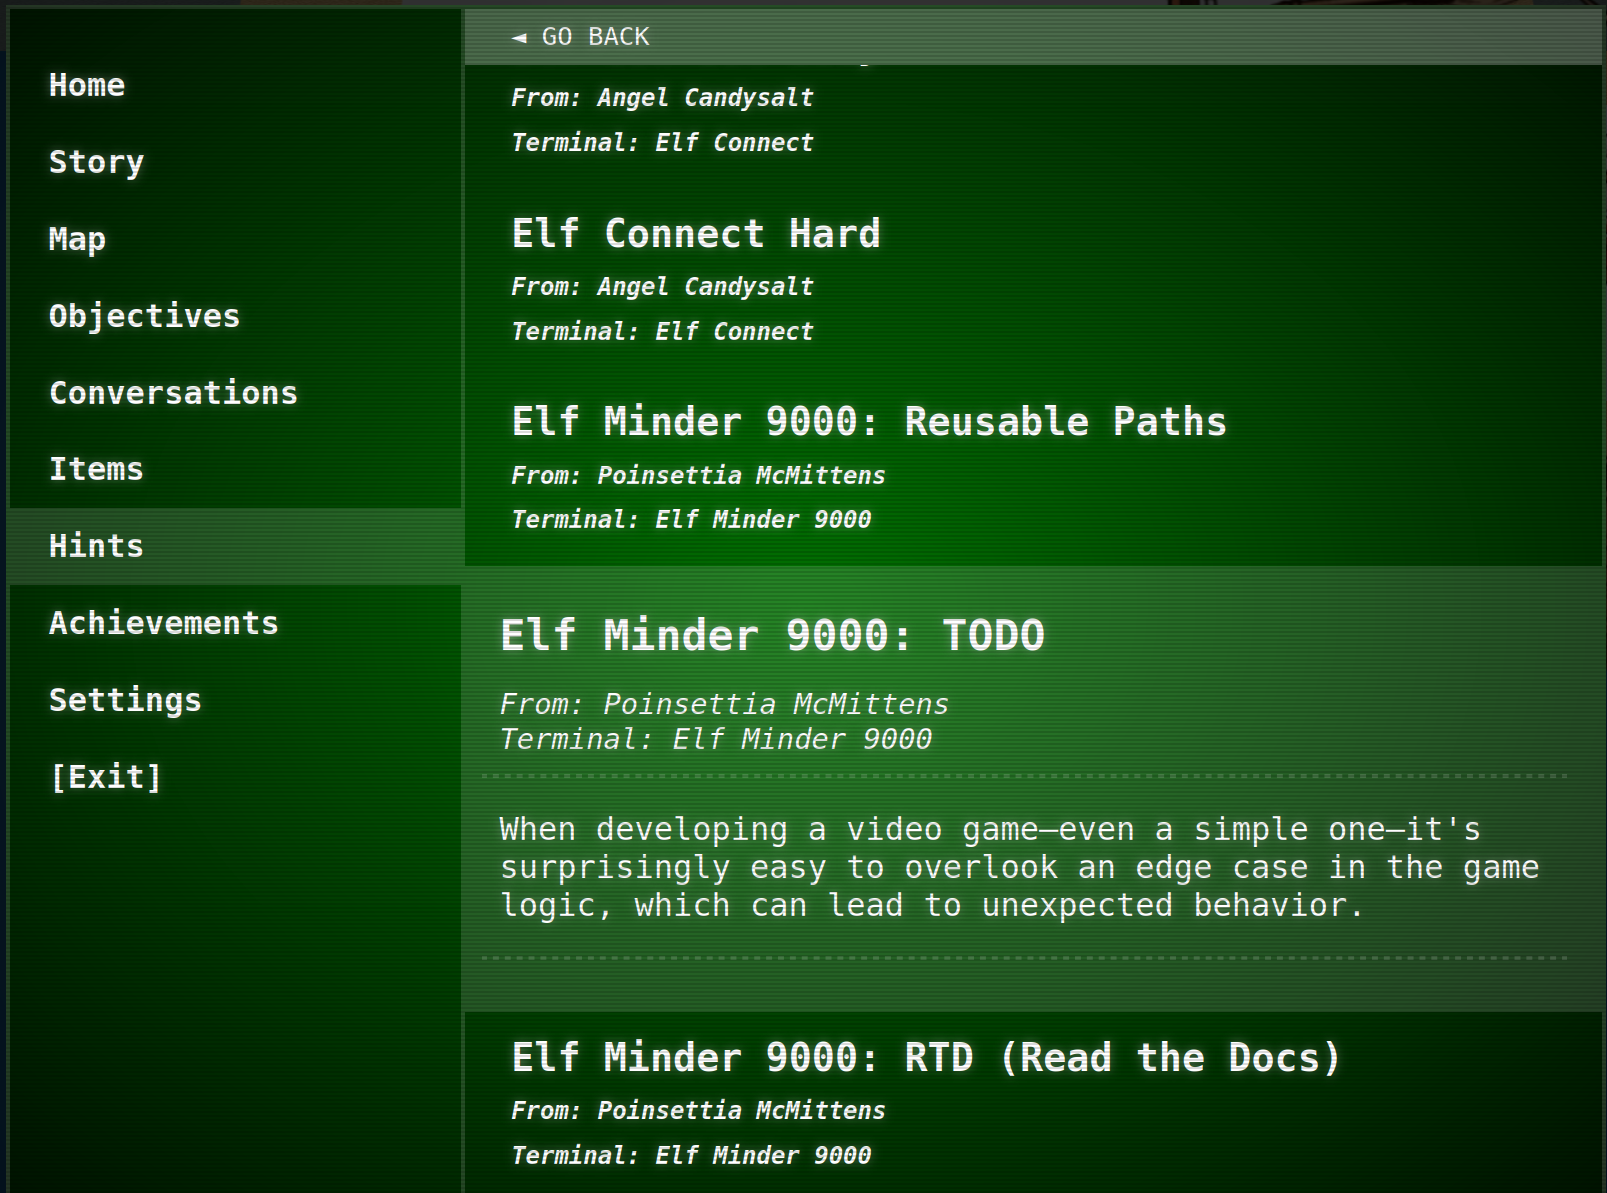 Home
Story
Map
Objectives
Conversations
Items
Hints
Achievements
Settings
[Exit]
◄ GO BACK
From: Angel Candysalt
Terminal: Elf Connect
Elf Connect Hard
From: Angel Candysalt
Terminal: Elf Connect
Elf Minder 9000: Reusable Paths
From: Poinsettia McMittens
Terminal: Elf Minder 9000
Elf Minder 9000: TODO
From: Poinsettia McMittens
Terminal: Elf Minder 9000
When developing a video game—even a simple one—it's
surprisingly easy to overlook an edge case in the game
logic, which can lead to unexpected behavior.
Elf Minder 9000: RTD (Read the Docs)
From: Poinsettia McMittens
Terminal: Elf Minder 9000